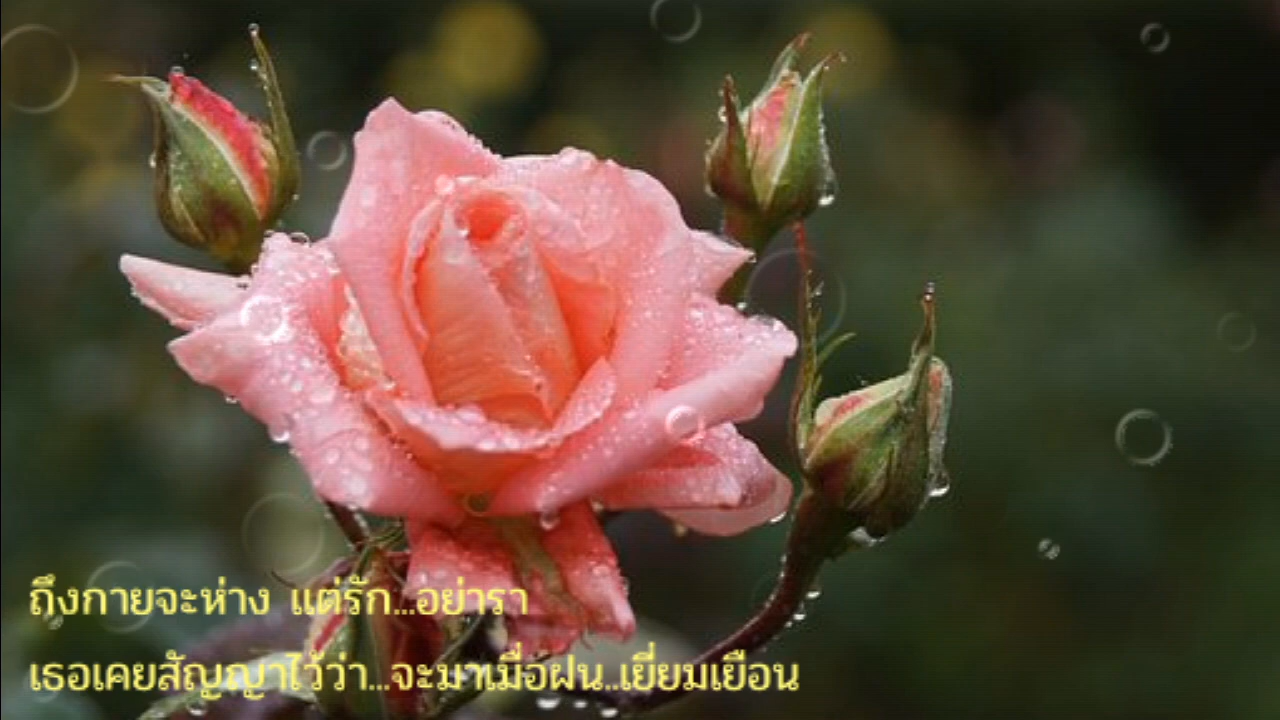 ถึงกายจะห่าง แต่รัก...อย่ารา
เธอเคยสัญญาไว้ว่า...จะมาเมื่อฝน..เยี่ยมเยือน